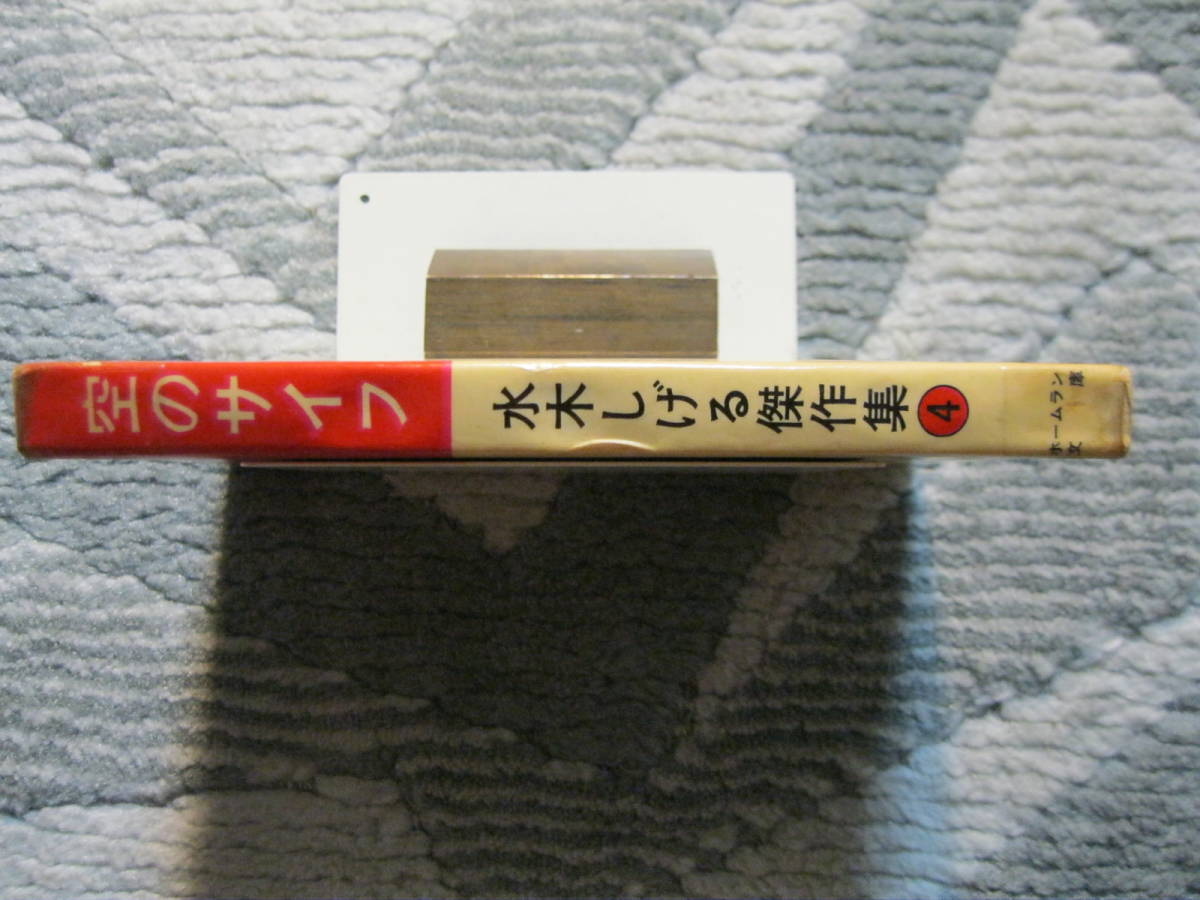 空のサイフ
水木しげる傑作集
4
ホームラン文庫